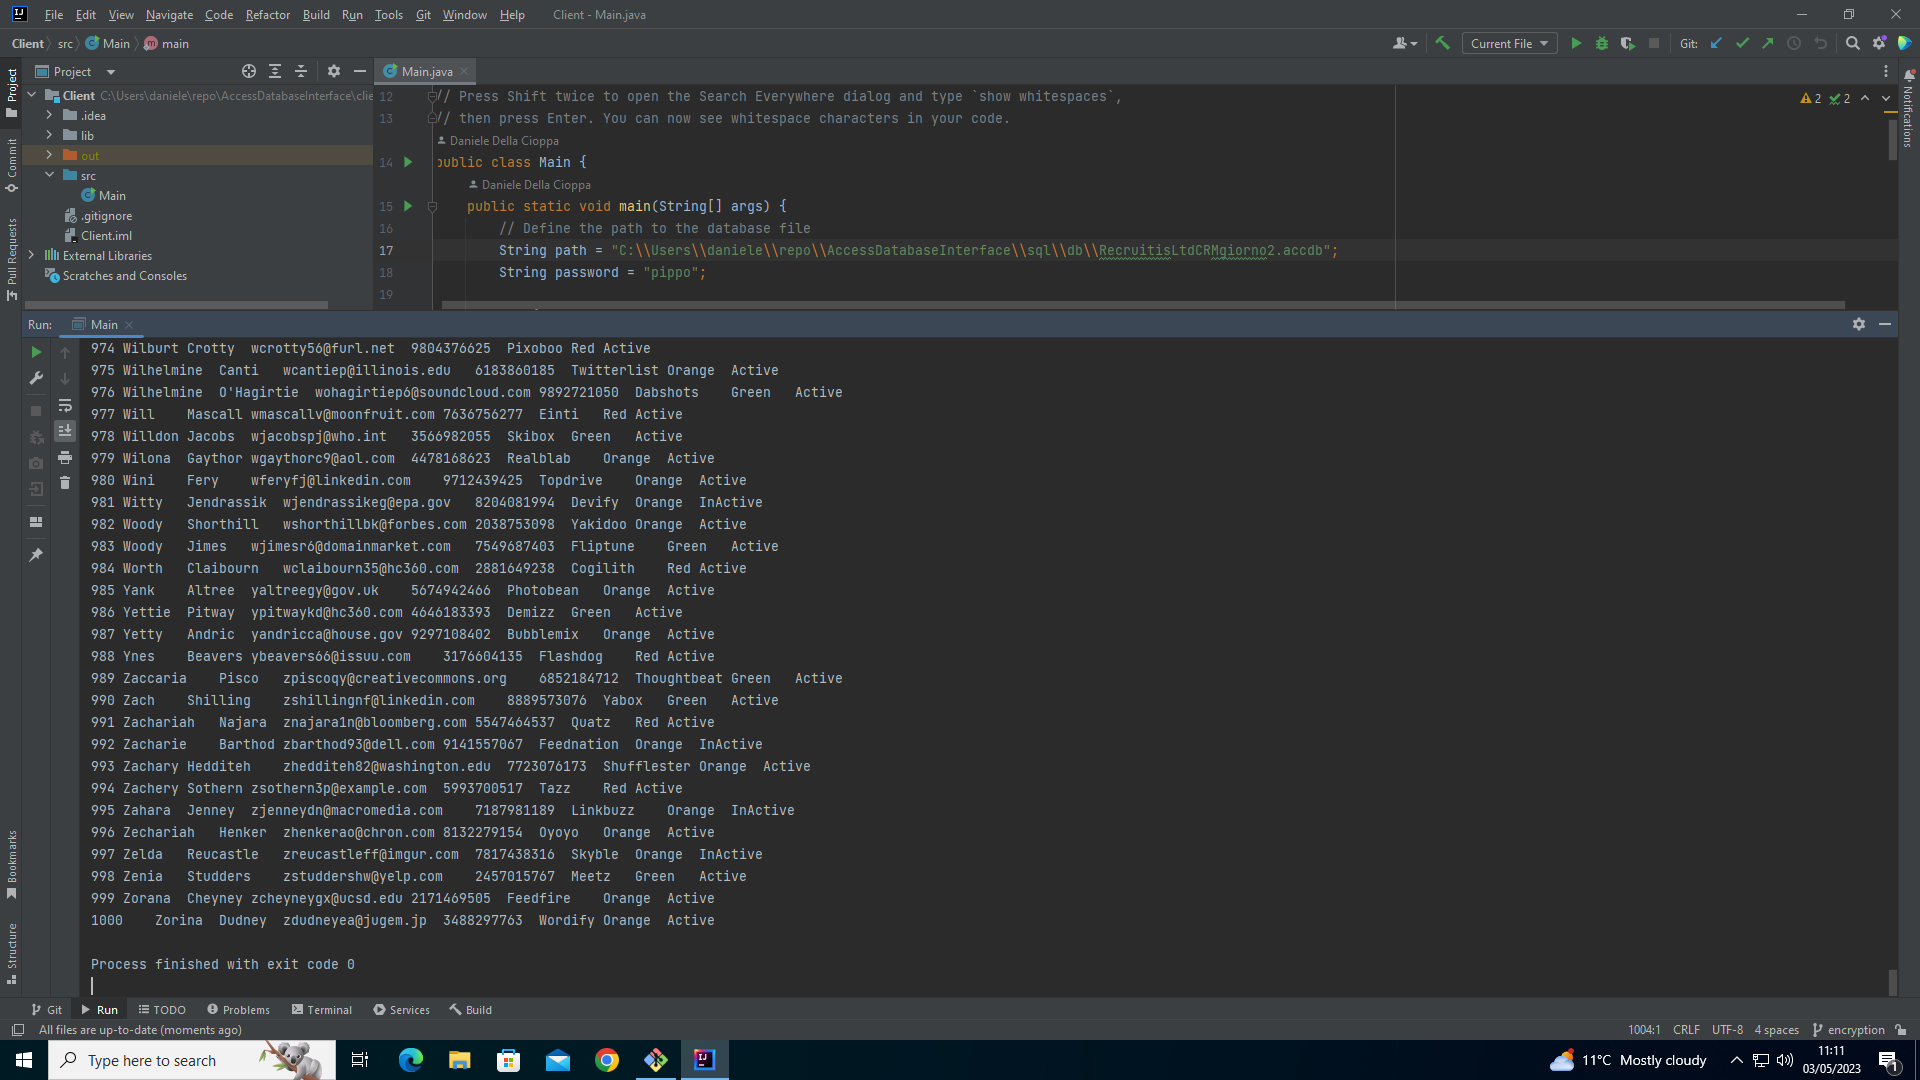 File Edit View Navigate Code Refactor Build Run Tools Git Window Help Client - Main.java
Client src Main main Current File Git:
Project Main.java
Client C:\Users\daniele\repo\AccessDatabaseInterface\clie
.idea
lib
out
src
Main
.gitignore
Client.iml
External Libraries
Scratches and Consoles
12 // Press Shift twice to open the Search Everywhere dialog and type `show whitespaces`,
13 // then press Enter. You can now see whitespace characters in your code.
Daniele Della Cioppa
14 public class Main {
Daniele Della Cioppa
15 public static void main(String[] args) {
16 // Define the path to the database file
17 String path = "C:\\Users\\daniele\\repo\\AccessDatabaseInterface\\sql\\db\\RecruitisLtdCRMgiorno2.accdb";
18 String password = "pippo";
19
2 2
Project
Commit
Pull Requests
Bookmarks
Structure
Notifications
Run: Main
974 Wilburt Crotty wcrotty56@furl.net 9804376625 Pixoboo Red Active
975 Wilhelmine Canti wcantiep@illinois.edu 6183860185 Twitterlist Orange Active
976 Wilhelmine O'Hagirtie wohagirtiep6@soundcloud.com 9892721050 Dabshots Green Active
977 Will Mascall wmascallv@moonfruit.com 7636756277 Einti Red Active
978 Willdon Jacobs wjacobspj@who.int 3566982055 Skibox Green Active
979 Wilona Gaythor wgaythorc9@aol.com 4478168623 Realblab Orange Active
980 Wini Fery wferyfj@linkedin.com 9712439425 Topdrive Orange Active
981 Witty Jendrassik wjendrassikeg@epa.gov 8204081994 Devify Orange InActive
982 Woody Shorthill wshorthillbk@forbes.com 2038753098 Yakidoo Orange Active
983 Woody Jimes wjimesr6@domainmarket.com 7549687403 Fliptune Green Active
984 Worth Claibourn wclaibourn35@hc360.com 2881649238 Cogilith Red Active
985 Yank Altree yaltreegy@gov.uk 5674942466 Photobean Orange Active
986 Yettie Pitway ypitwaykd@hc360.com 4646183393 Demizz Green Active
987 Yetty Andric yandricca@house.gov 9297108402 Bubblemix Orange Active
988 Ynes Beavers ybeavers66@issuu.com 3176604135 Flashdog Red Active
989 Zaccaria Pisco zpiscoqy@creativecommons.org 6852184712 Thoughtbeat Green Active
990 Zach Shilling zshillingnf@linkedin.com 8889573076 Yabox Green Active
991 Zachariah Najara znajara1n@bloomberg.com 5547464537 Quatz Red Active
992 Zacharie Barthod zbarthod93@dell.com 9141557067 Feednation Orange InActive
993 Zachary Hedditeh zhedditeh82@washington.edu 7723076173 Shufflester Orange Active
994 Zachery Sothern zsothern3p@example.com 5993700517 Tazz Red Active
995 Zahara Jenney zjenneydn@macromedia.com 7187981189 Linkbuzz Orange InActive
996 Zechariah Henker zhenkerao@chron.com 8132279154 Oyoyo Orange Active
997 Zelda Reucastle zreucastleff@imgur.com 7817438316 Skyble Orange InActive
998 Zenia Studders zstuddershw@yelp.com 2457015767 Meetz Green Active
999 Zorana Cheyney zcheyneygx@ucsd.edu 2171469505 Feedfire Orange Active
1000 Zorina Dudney zdudneyea@jugem.jp 3488297763 Wordify Orange Active
Process finished with exit code 0
Git Run TODO Problems Terminal Services Build
All files are up-to-date (moments ago) 1004:1 CRLF UTF-8 4 spaces encryption
Type here to search 11°C Mostly cloudy 11:11
03/05/2023 1